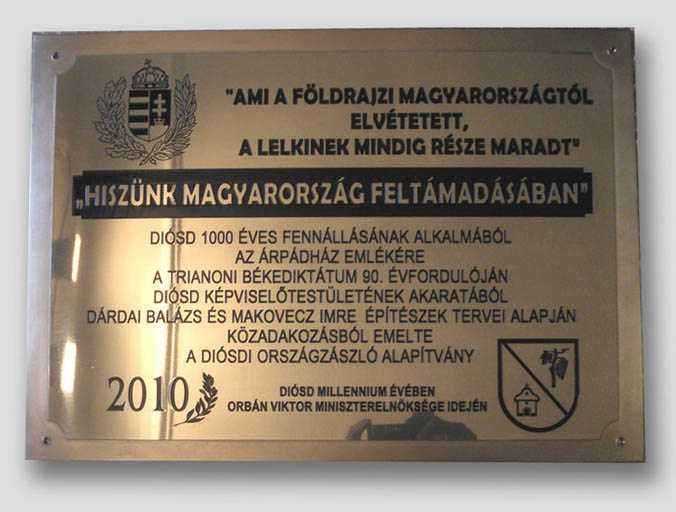 "AMI A FÖLDRAJZI MAGYARORSZÁGTÓL
ELVÉTETETT,
A LELKINEK MINDIG RÉSZE MARADT"
„HISZÜNK MAGYARORSZÁG FELTÁMADÁSÁBAN"
DIÓSD 1000 ÉVES FENNÁLLÁSÁNAK ALKALMÁBÓL
AZ ÁRPÁDHÁZ EMLÉKÉRE
A TRIANONI BÉKEDIKTÁTUM 90. ÉVFORDULÓJÁN
DIÓSD KÉPVISELŐTESTÜLETÉNEK AKARATÁBÓL
DÁRDAI BALÁZS ÉS MAKOVECZ IMRE ÉPÍTÉSZEK TERVEI ALAPJÁN
KÖZADAKOZÁSBÓL EMELTE
A DIÓSDI ORSZÁGZÁSZLÓ ALAPÍTVÁNY
2010
DIÓSD MILLENNIUM ÉVÉBEN
ORBÁN VIKTOR MINISZTERELNÖKSÉGE IDEJÉN